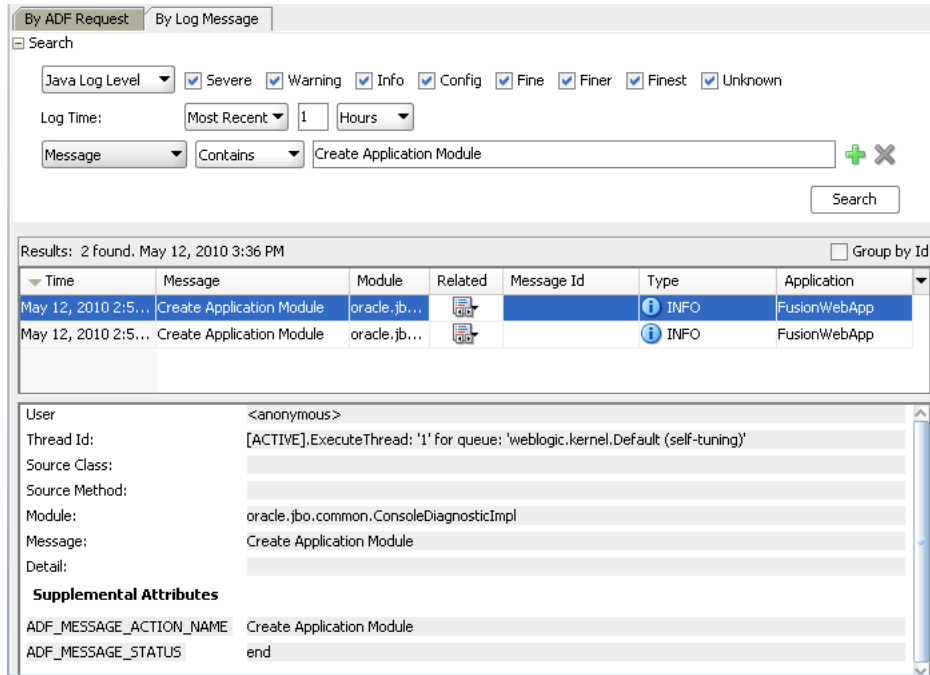 By ADF Request By Log Message
Search
Java Log Level Severe Warning Info Config Fine Finer Finest Unknown
Log Time: Most Recent 1 Hours
Message Contains Create Application Module
Search
Results: 2 found. May 12, 2010 3:36 PM Group by Id
Time Message Module Related Message Id Type Application
May 12, 2010 2:5... Create Application Module oracle.jb... INFO FusionWebApp
May 12, 2010 2:5... Create Application Module oracle.jb... INFO FusionWebApp
User <anonymous>
Thread Id: [ACTIVE].ExecuteThread: '1' for queue: 'weblogic.kernel.Default (self-tuning)'
Source Class:
Source Method:
Module: oracle.jbo.common.ConsoleDiagnosticImpl
Message: Create Application Module
Detail:
Supplemental Attributes
ADF_MESSAGE_ACTION_NAME Create Application Module
ADF_MESSAGE_STATUS end